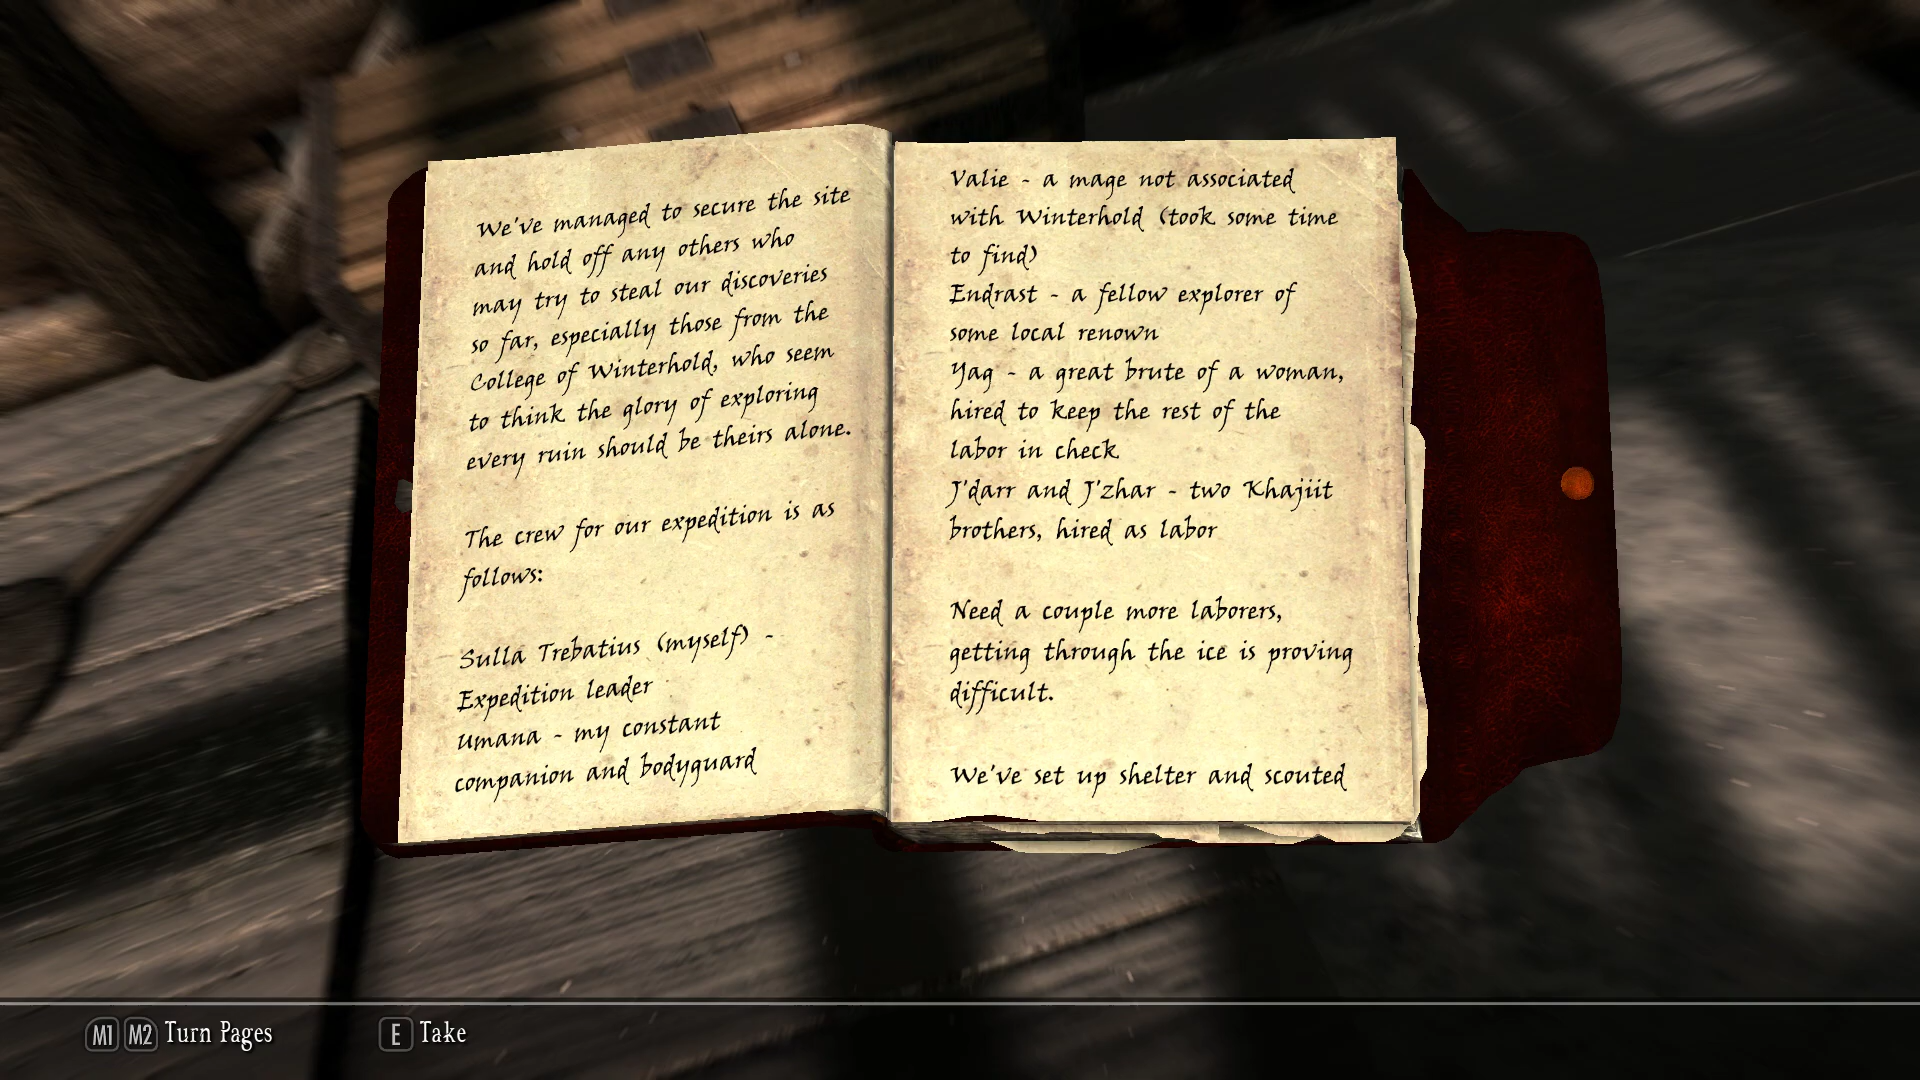 We've managed to secure the site
and hold off any others who
may try to steal our discoveries
so far, especially those from the
College of Winterhold, who seem
to think the glory of exploring
every ruin should be theirs alone.
The crew for our expedition is as
follows:
Sulla Trebatius (myself) -
Expedition leader
Umana - my constant
companion and bodyguard
Valie - a mage not associated
with Winterhold (took some time
to find)
Endrast - a fellow explorer of
some local renown
Yag - a great brute of a woman,
hired to keep the rest of the
labor in check
J'darr and J'zhar - two Khajiit
brothers, hired as labor
Need a couple more laborers,
getting through the ice is proving
difficult.
We've set up shelter and scouted
M1 M2 Turn Pages
E Take